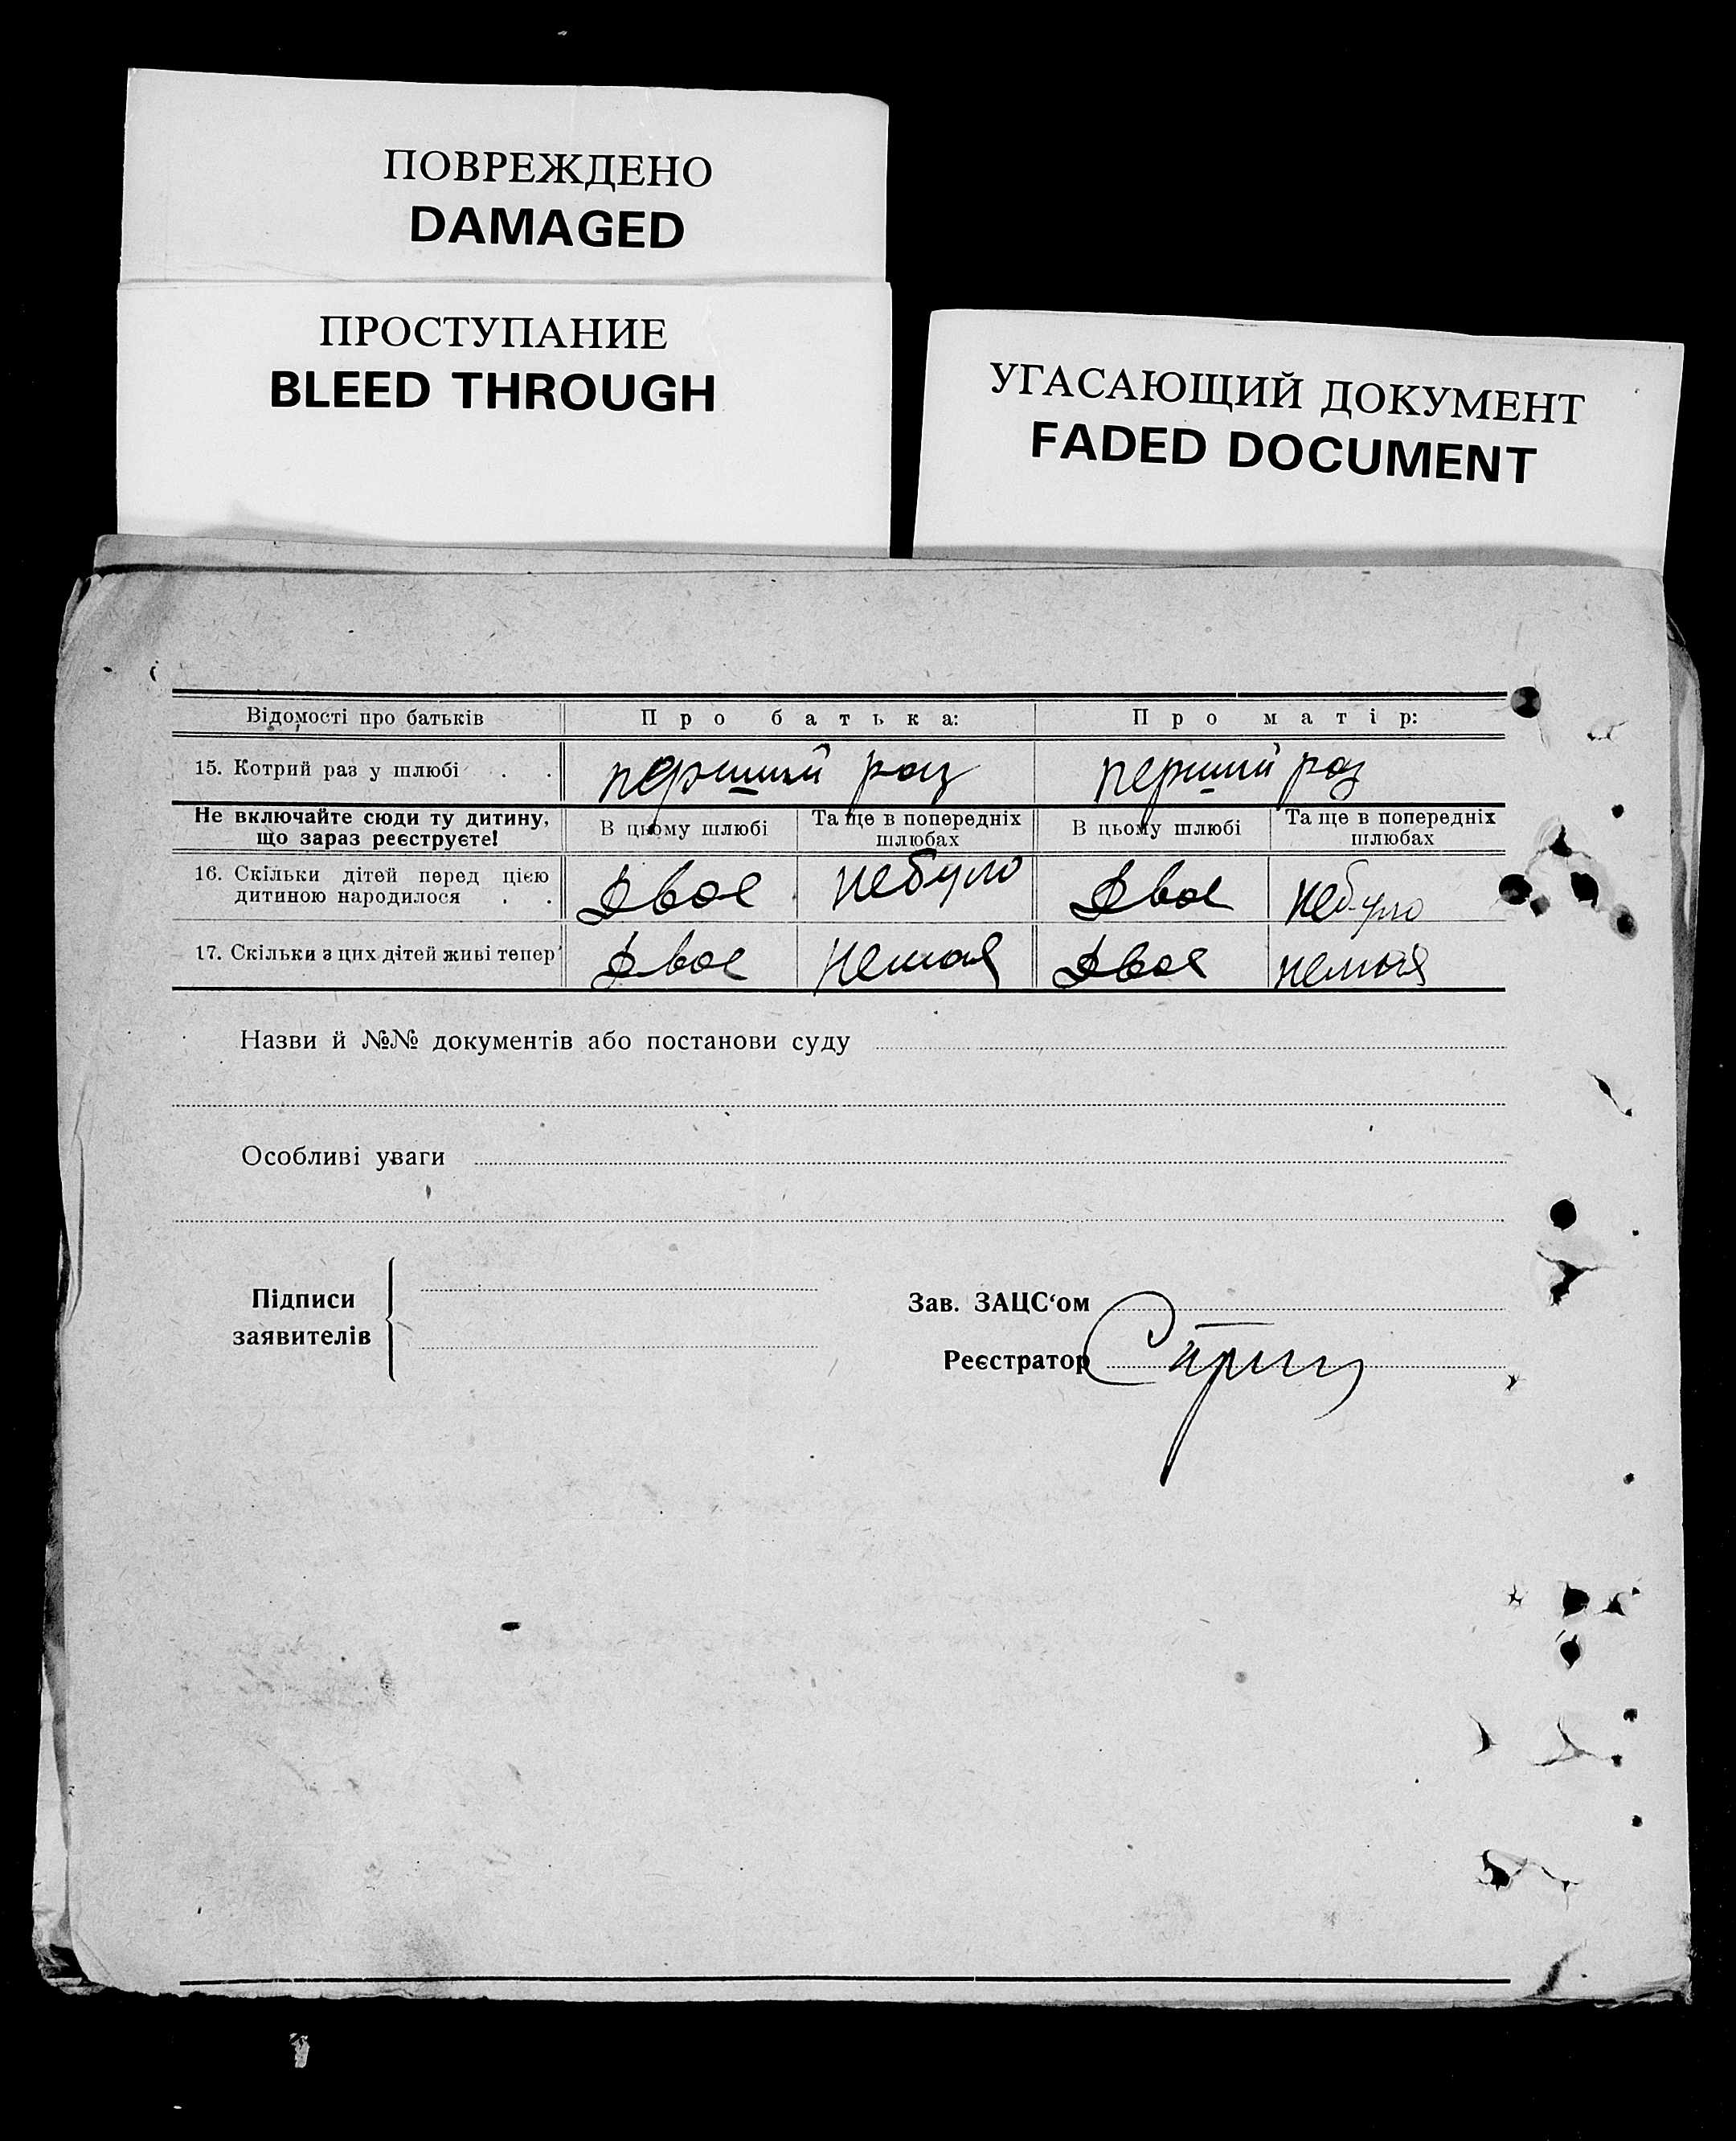 ПОВРЕЖДЕНО
DAMAGED
ПРОСТУПАНИЕ
BLEED THROUGH
УГАСАЮЩИЙ ДОКУМЕНТ
FADED DOCUMENT
Відомості про батьків Про батька: Про матір:
15. Котрий раз у шлюбі . . перший раз перший раз
Не включайте сюди ту дитину, що зараз реєструєте! В цьому шлюбі Та ще в попередніх шлюбах В цьому шлюбі Та ще в попередніх шлюбах
16. Скільки дітей перед цією
дитиною народилося . . Двоє небуло Двоє небуло
17. Скільки з цих дітей живі тепер Двоє немає Двоє немає
Назви й №№ документів або постанови суду
Особливі уваги
Підписи
заявителів
Зав. ЗАЦС‘ом
Реєстратор